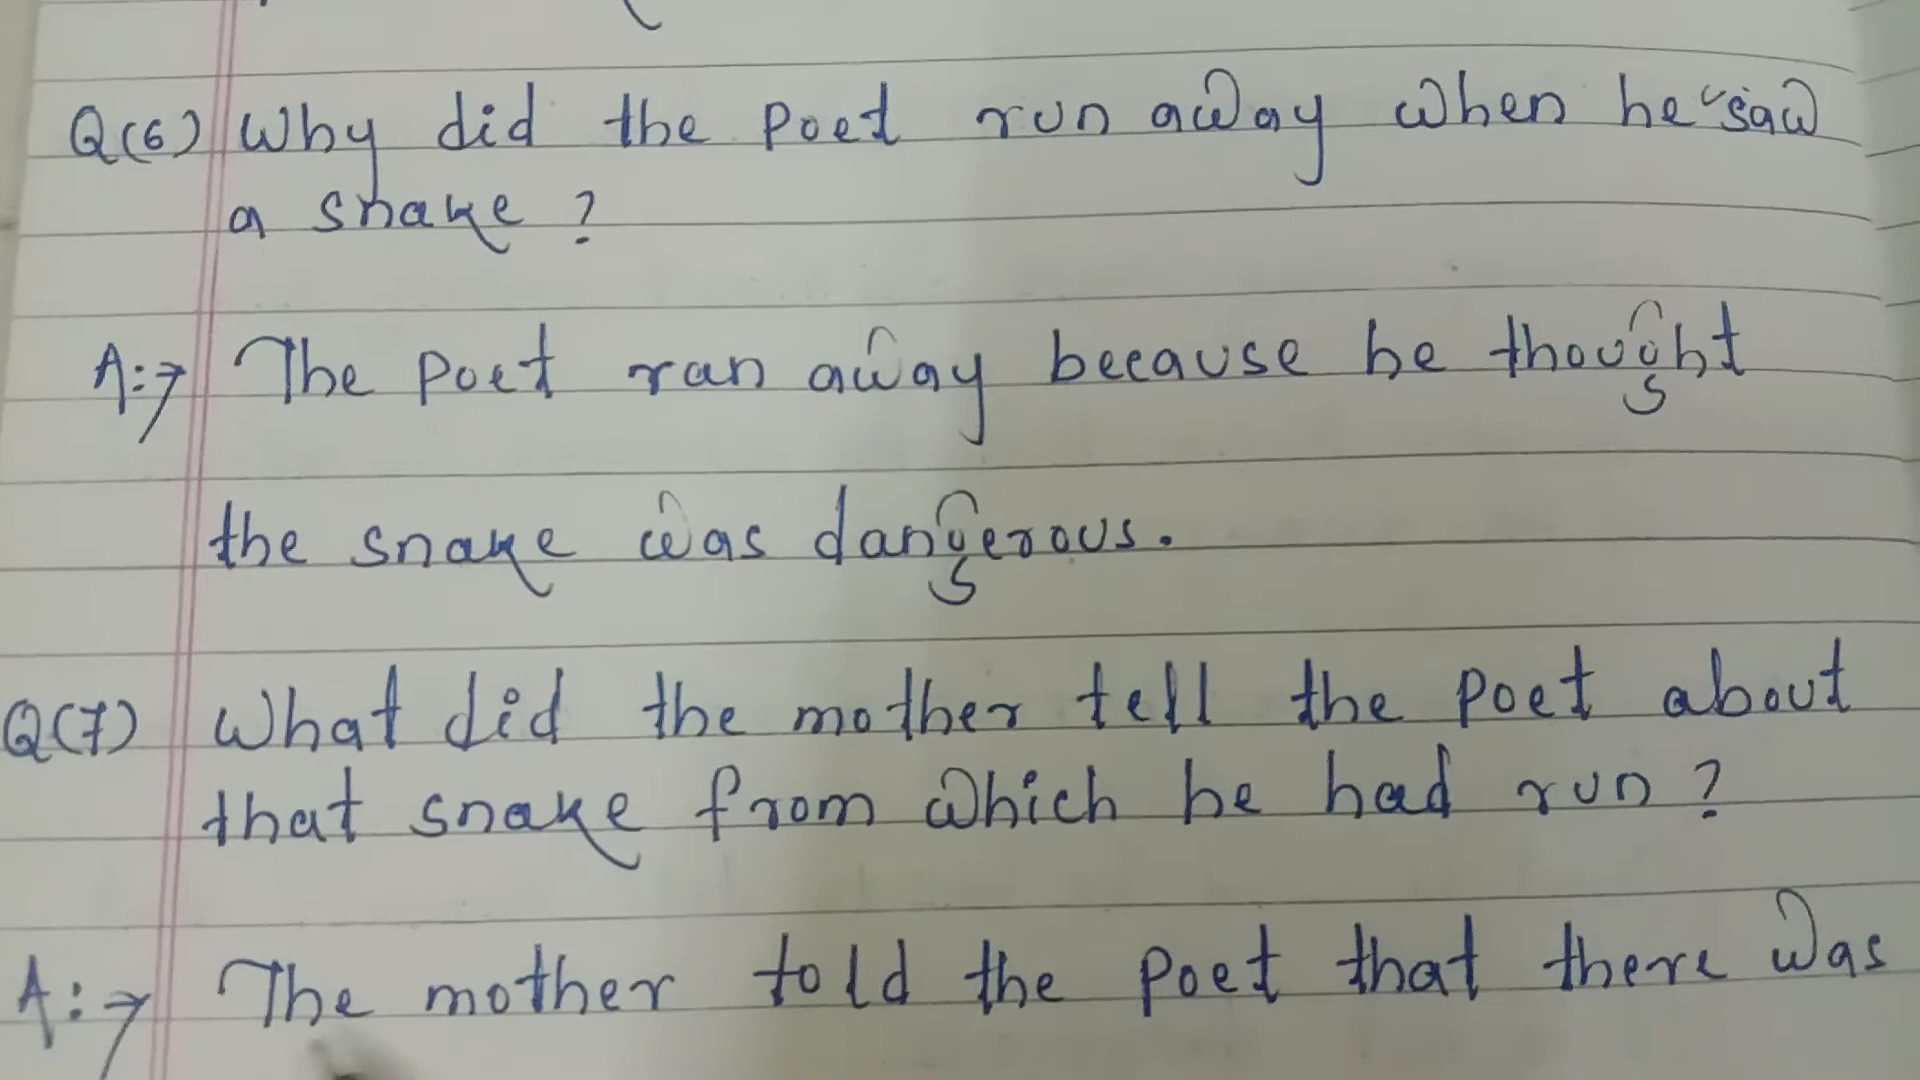 Q(6) Why did the poet run away when he saw
a snake ?
A:→ The poet ran away because he thought
the snake was dangerous.
Q(7) What did the mother tell the poet about
that snake from which he had run ?
A:→ The mother told the poet that there was